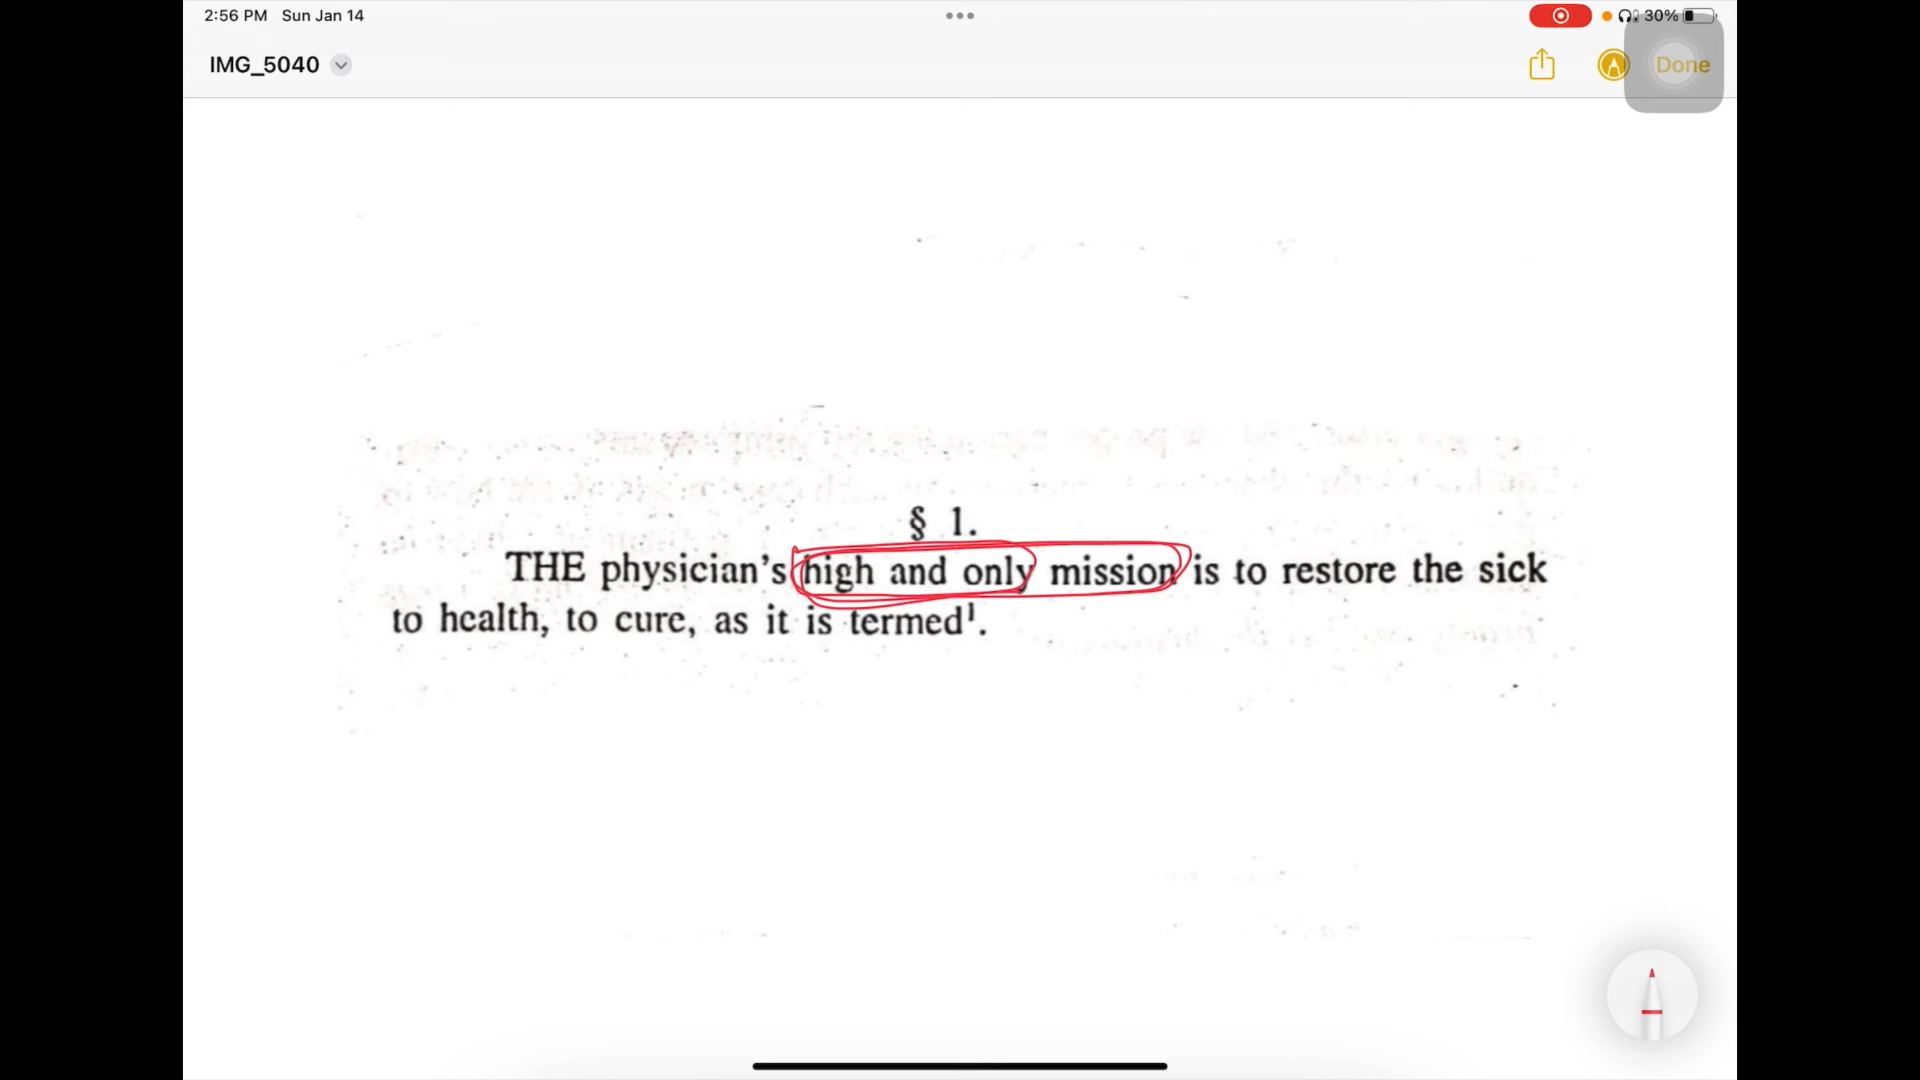 2:56 PM Sun Jan 14
30%
IMG_5040
Done
§ 1.
THE physician's high and only mission is to restore the sick
to health, to cure, as it is termed¹.